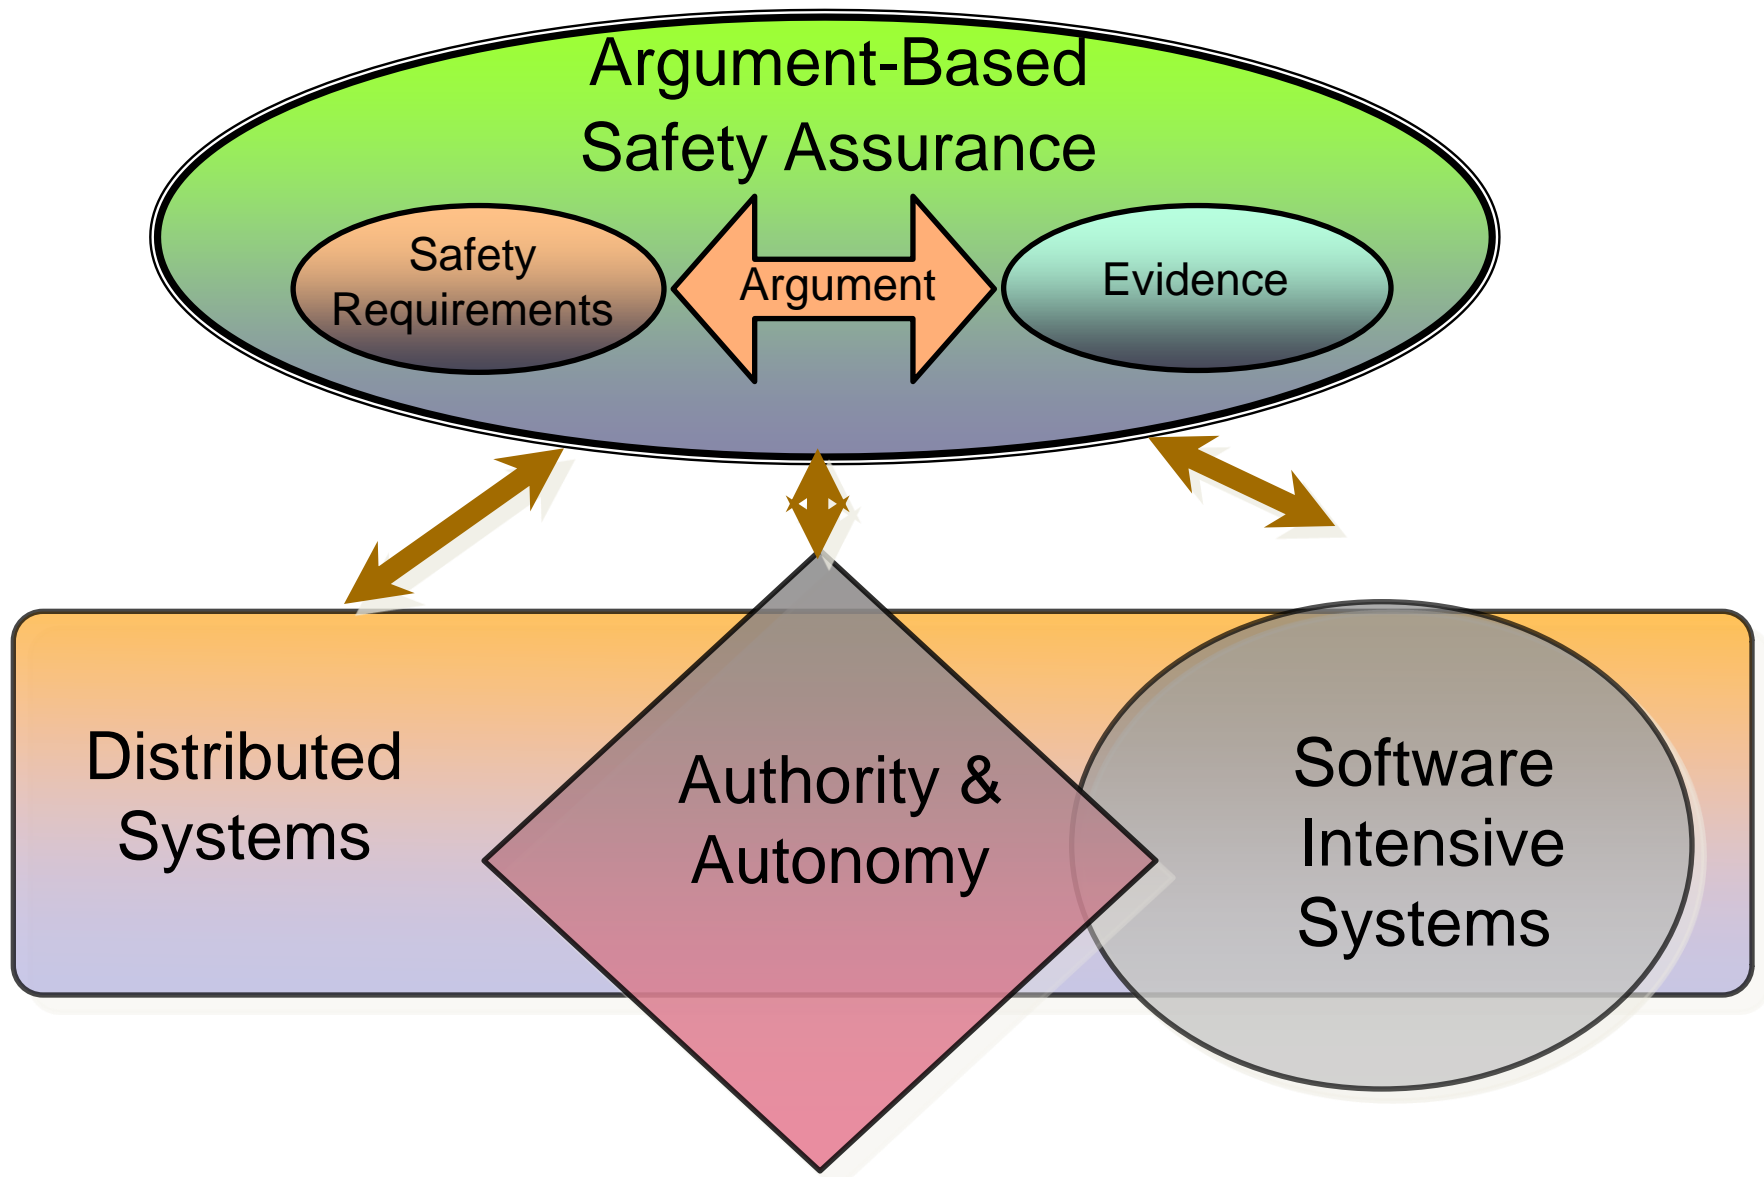 Argument-Based
Safety Assurance
Safety
Requirements
Argument
Evidence
Distributed
Systems
Authority &
Autonomy
Software
Intensive
Systems